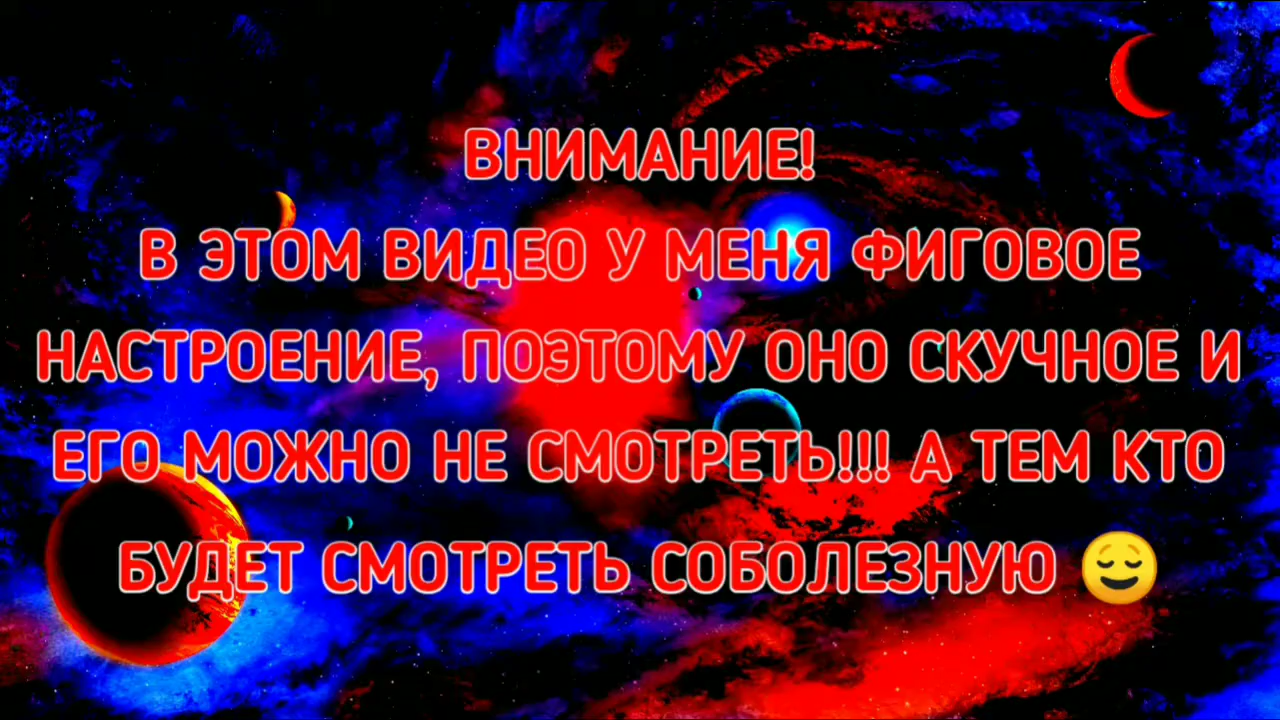 ВНИМАНИЕ!
В ЭТОМ ВИДЕО У МЕНЯ ФИГОВОЕ
НАСТРОЕНИЕ, ПОЭТОМУ ОНО СКУЧНОЕ И
ЕГО МОЖНО НЕ СМОТРЕТЬ!!! А ТЕМ КТО
БУДЕТ СМОТРЕТЬ СОБОЛЕЗНУЮ 😌